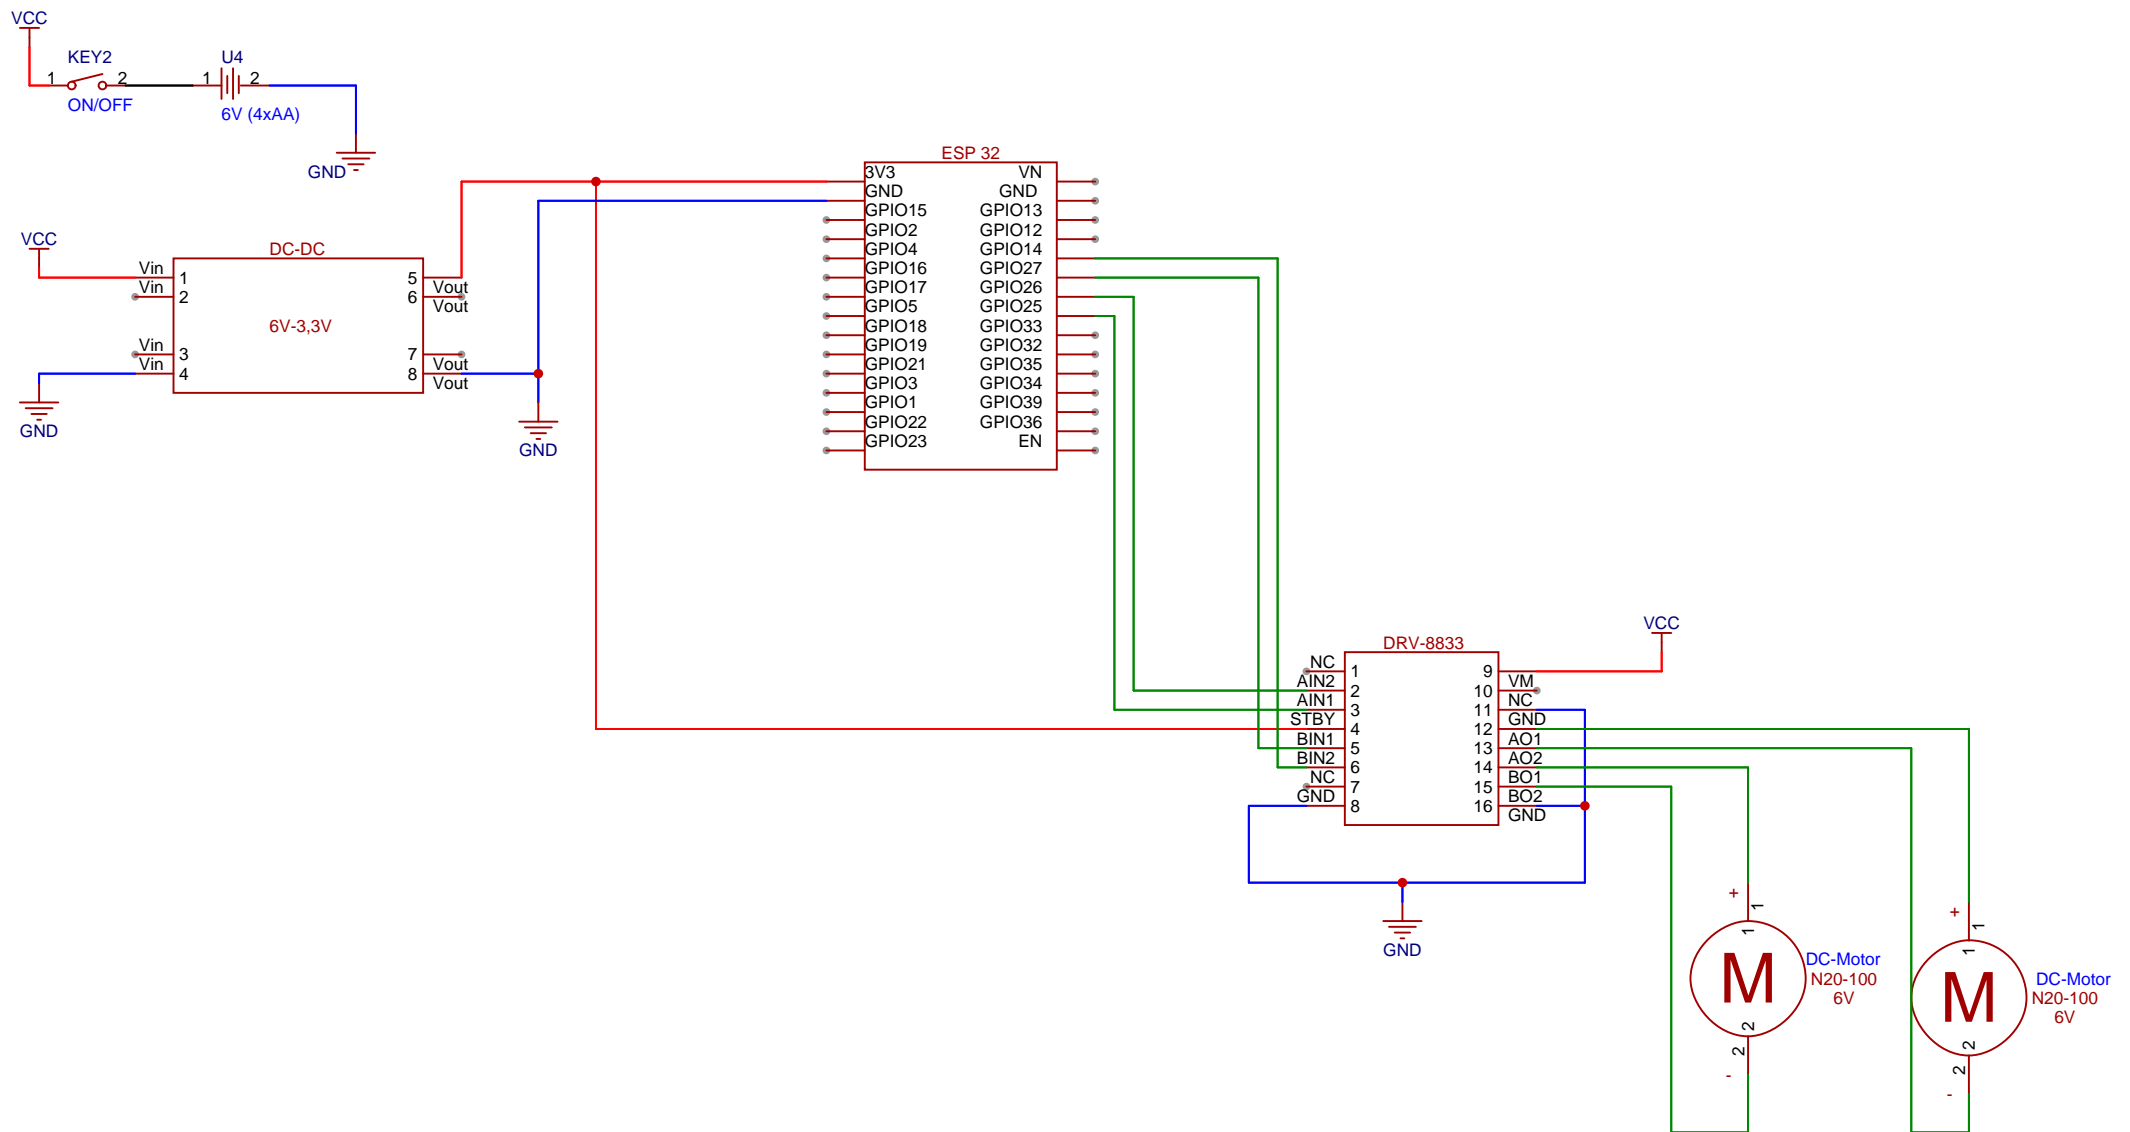 VCC
KEY2
1
2
ON/OFF
U4
1
2
6V (4xAA)
GND
VCC
DC-DC
Vin
1
Vin
2
Vin
3
Vin
4
6V-3,3V
5
Vout
6
Vout
7
Vout
8
Vout
GND
GND
ESP 32
3V3
GND
GPIO15
GPIO2
GPIO4
GPIO16
GPIO17
GPIO5
GPIO18
GPIO19
GPIO21
GPIO3
GPIO1
GPIO22
GPIO23
VN
GND
GPIO13
GPIO12
GPIO14
GPIO27
GPIO26
GPIO25
GPIO33
GPIO32
GPIO35
GPIO34
GPIO39
GPIO36
EN
VCC
DRV-8833
NC
1
AIN2
2
AIN1
3
STBY
4
BIN1
5
BIN2
6
NC
7
GND
8
9
VM
10
NC
11
GND
12
AO1
13
AO2
14
BO1
15
BO2
16
GND
GND
+
1
1
M
2
2
-
DC-Motor
N20-100
6V
+
1
1
M
2
2
-
DC-Motor
N20-100
6V